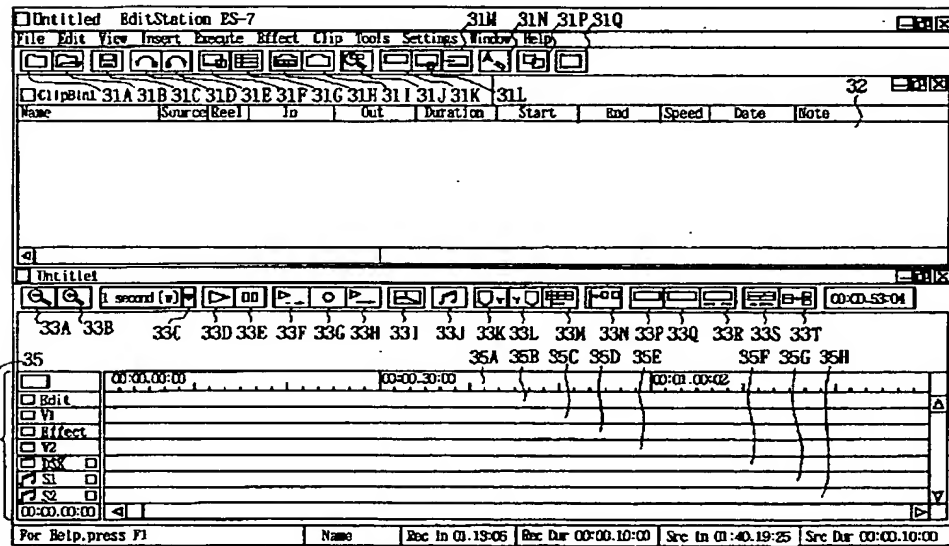 Untitled EditStation ES-7 31M 31N 31P 31Q
File Edit View Insert Execute Effect Clip Tools Settings Window Help
ClipBin1 31A 31B 31C 31D 31E 31F 31G 31H 31I 31J 31K 31L 32
Name Source Reel In Out Duration Start End Speed Date Note
Untitlet
1 second [w] 00:00.53:04
33A 33B 33C 33D 33E 33F 33G 33H 33I 33J 33K 33L 33M 33N 33P 33Q 33R 33S 33T
35 35A 35B 35C 35D 35E 35F 35G 35H
00:00.00:00 00:00.30:00 00:01.00:02
Edit
V1
Effect
V2
DSK
S1
S2
00:00.00:00
For Help,press F1 Name Rec In 01.13:06 Rec Dur 00:00.10:00 Src In 01:40.19:25 Src Dur 00:00.10:00